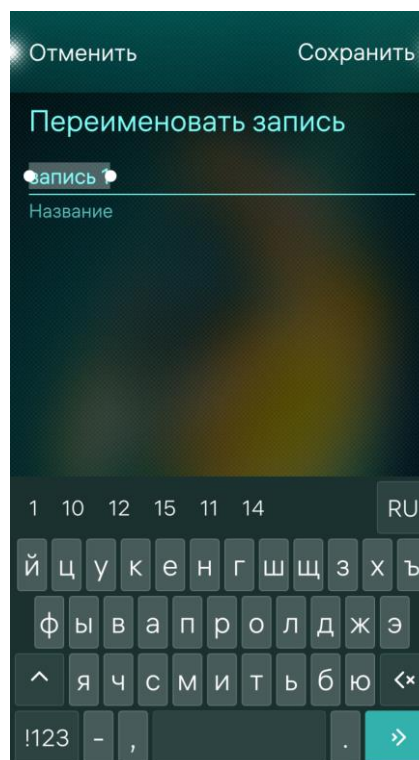 Отменить Сохранить
Переименовать запись
запись 1
Название
1 10 12 15 11 14 RU
й ц у к е н г ш щ з х ъ
ф ы в а п р о л д ж э
я ч с м и т ь б ю
!123 - , .